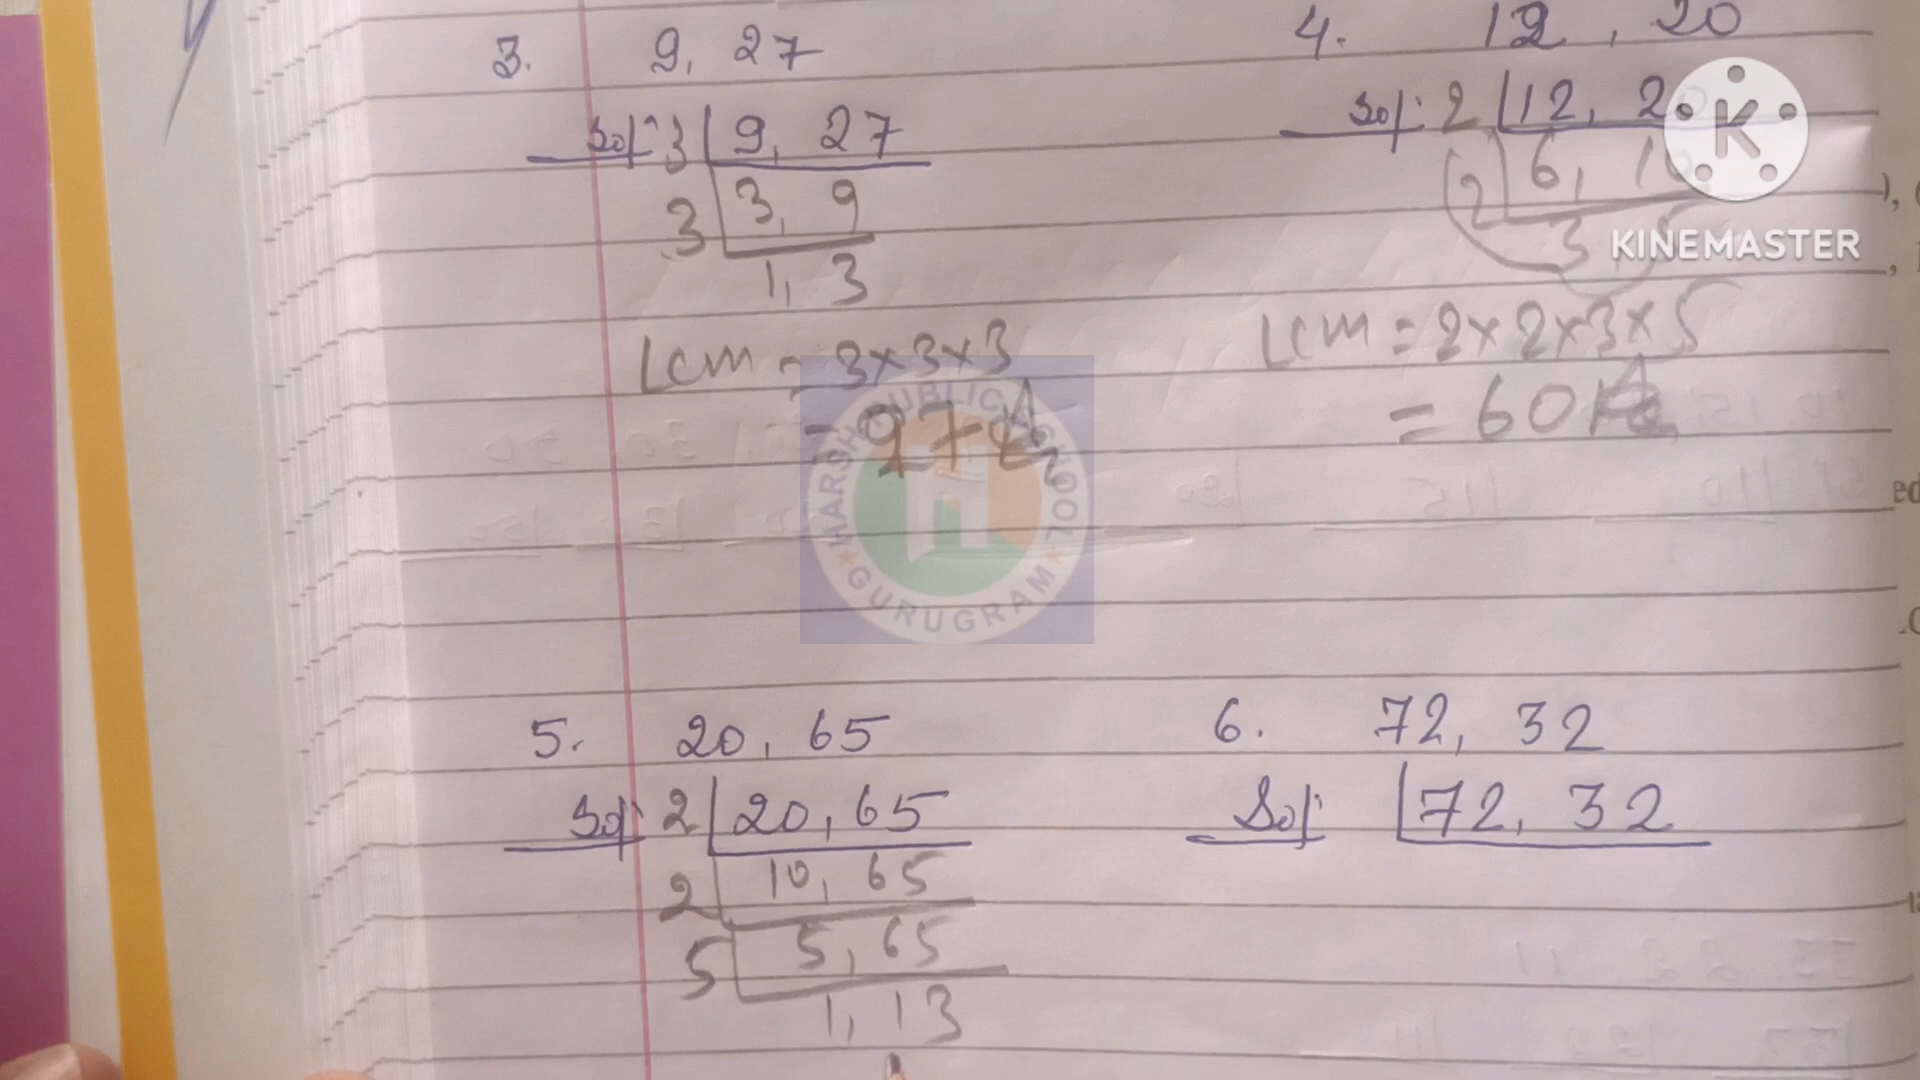 3. 9, 27
Sol: 3 9, 27
3 3, 9
1, 3
LCM = 3×3×3
= 27
4. 12, 20
Sol: 2 12, 20
2 6, 10
3, 5
LCM = 2×2×3×5
= 60
K
KINEMASTER
HARSH PUBLIC SCHOOL
H
GURUGRAM
5. 20, 65
Sol: 2 20, 65
2 10, 65
5 5, 65
1, 13
6. 72, 32
Sol: 72, 32